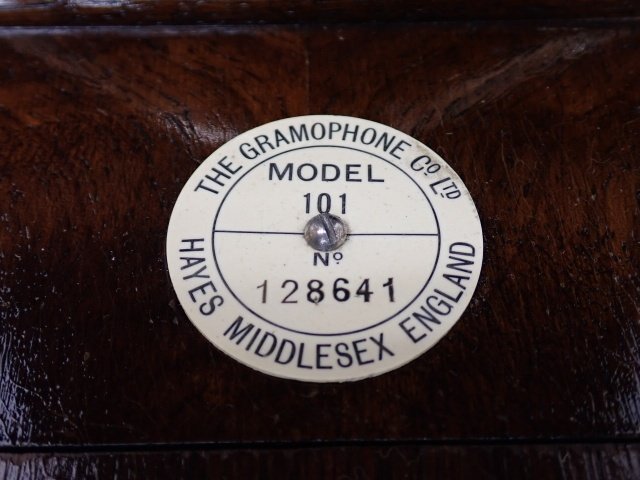 THE GRAMOPHONE Co LTD
MODEL
101
No
128641
HAYES MIDDLESEX ENGLAND